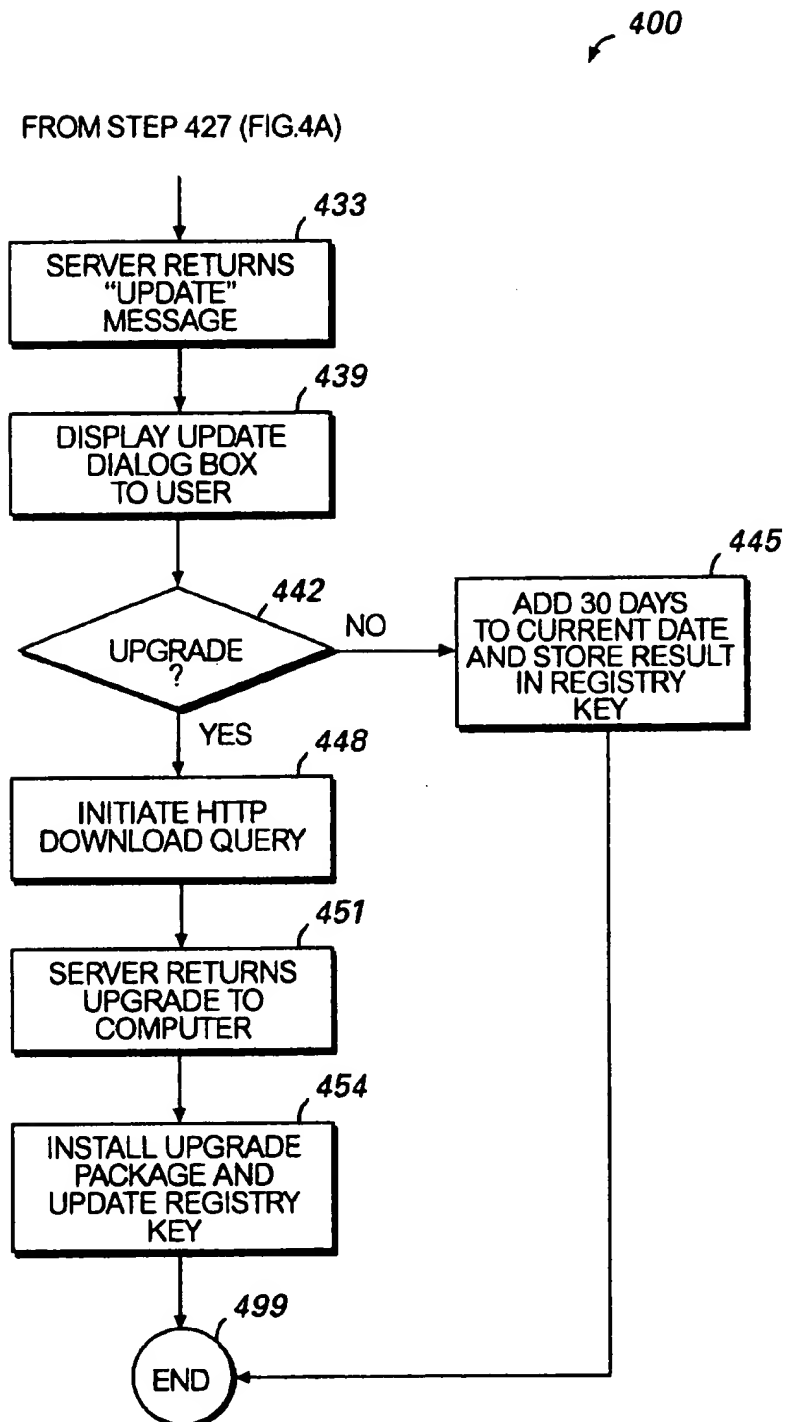 400
FROM STEP 427 (FIG.4A)
433
SERVER RETURNS
“UPDATE”
MESSAGE
439
DISPLAY UPDATE
DIALOG BOX
TO USER
442
UPGRADE
?
NO
445
ADD 30 DAYS
TO CURRENT DATE
AND STORE RESULT
IN REGISTRY
KEY
YES
448
INITIATE HTTP
DOWNLOAD QUERY
451
SERVER RETURNS
UPGRADE TO
COMPUTER
454
INSTALL UPGRADE
PACKAGE AND
UPDATE REGISTRY
KEY
499
END